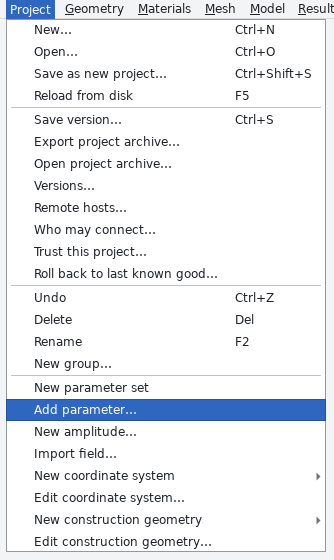 Project Geometry Materials Mesh Model Result
New... Ctrl+N
Open... Ctrl+O
Save as new project... Ctrl+Shift+S
Reload from disk F5
Save version... Ctrl+S
Export project archive...
Open project archive...
Versions...
Remote hosts...
Who may connect...
Trust this project...
Roll back to last known good...
Undo Ctrl+Z
Delete Del
Rename F2
New group...
New parameter set
Add parameter...
New amplitude...
Import field...
New coordinate system
Edit coordinate system...
New construction geometry
Edit construction geometry...